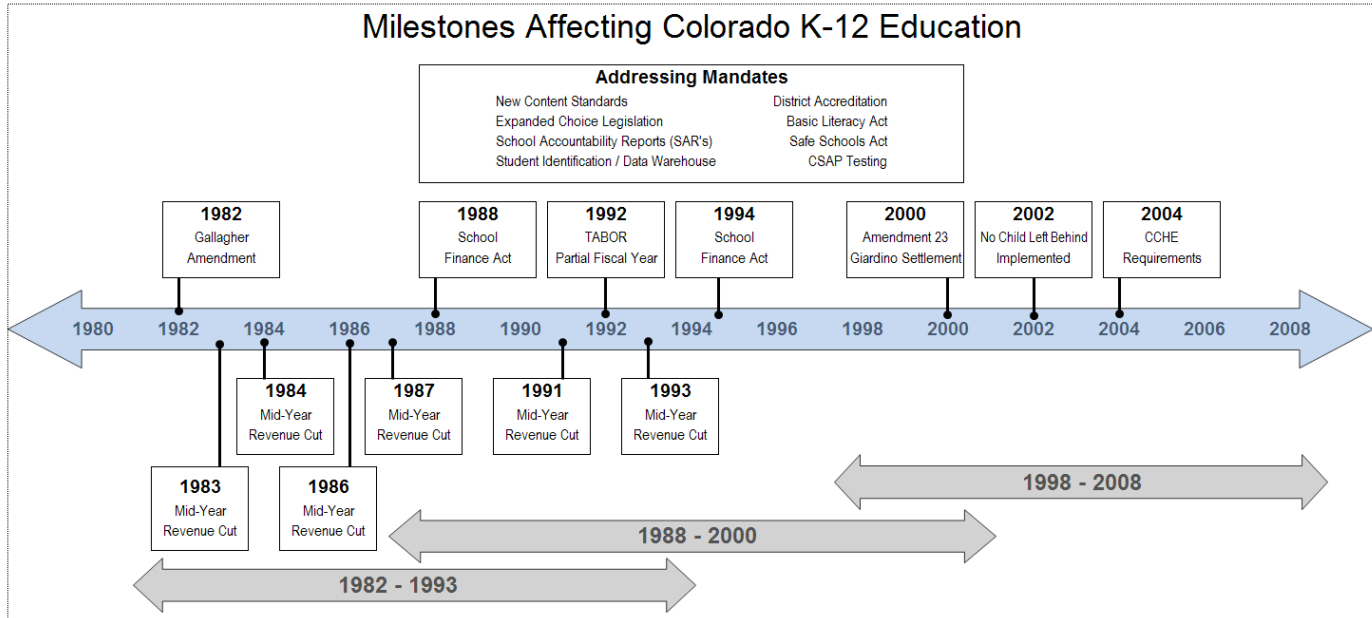 Milestones Affecting Colorado K-12 Education
Addressing Mandates
New Content Standards
District Accreditation
Expanded Choice Legislation
Basic Literacy Act
School Accountability Reports (SAR's)
Safe Schools Act
Student Identification / Data Warehouse
CSAP Testing
1982
Gallagher
Amendment
1988
School
Finance Act
1992
TABOR
Partial Fiscal Year
1994
School
Finance Act
2000
Amendment 23
Giardino Settlement
2002
No Child Left Behind
Implemented
2004
CCHE
Requirements
1980 1982 1984 1986 1988 1990 1992 1994 1996 1998 2000 2002 2004 2006 2008
1984
Mid-Year
Revenue Cut
1987
Mid-Year
Revenue Cut
1991
Mid-Year
Revenue Cut
1993
Mid-Year
Revenue Cut
1983
Mid-Year
Revenue Cut
1986
Mid-Year
Revenue Cut
1998 - 2008
1988 - 2000
1982 - 1993